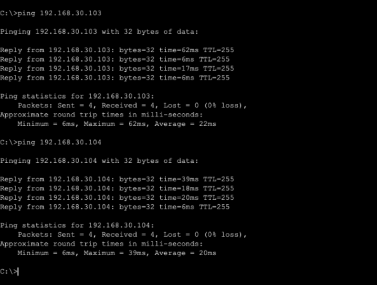 C:\>ping 192.168.30.103
Pinging 192.168.30.103 with 32 bytes of data:
Reply from 192.168.30.103: bytes=32 time=62ms TTL=255
Reply from 192.168.30.103: bytes=32 time=6ms TTL=255
Reply from 192.168.30.103: bytes=32 time=17ms TTL=255
Reply from 192.168.30.103: bytes=32 time=6ms TTL=255
Ping statistics for 192.168.30.103:
Packets: Sent = 4, Received = 4, Lost = 0 (0% loss),
Approximate round trip times in milli-seconds:
Minimum = 6ms, Maximum = 62ms, Average = 22ms
C:\>ping 192.168.30.104
Pinging 192.168.30.104 with 32 bytes of data:
Reply from 192.168.30.104: bytes=32 time=39ms TTL=255
Reply from 192.168.30.104: bytes=32 time=18ms TTL=255
Reply from 192.168.30.104: bytes=32 time=20ms TTL=255
Reply from 192.168.30.104: bytes=32 time=6ms TTL=255
Ping statistics for 192.168.30.104:
Packets: Sent = 4, Received = 4, Lost = 0 (0% loss),
Approximate round trip times in milli-seconds:
Minimum = 6ms, Maximum = 39ms, Average = 20ms
C:\>